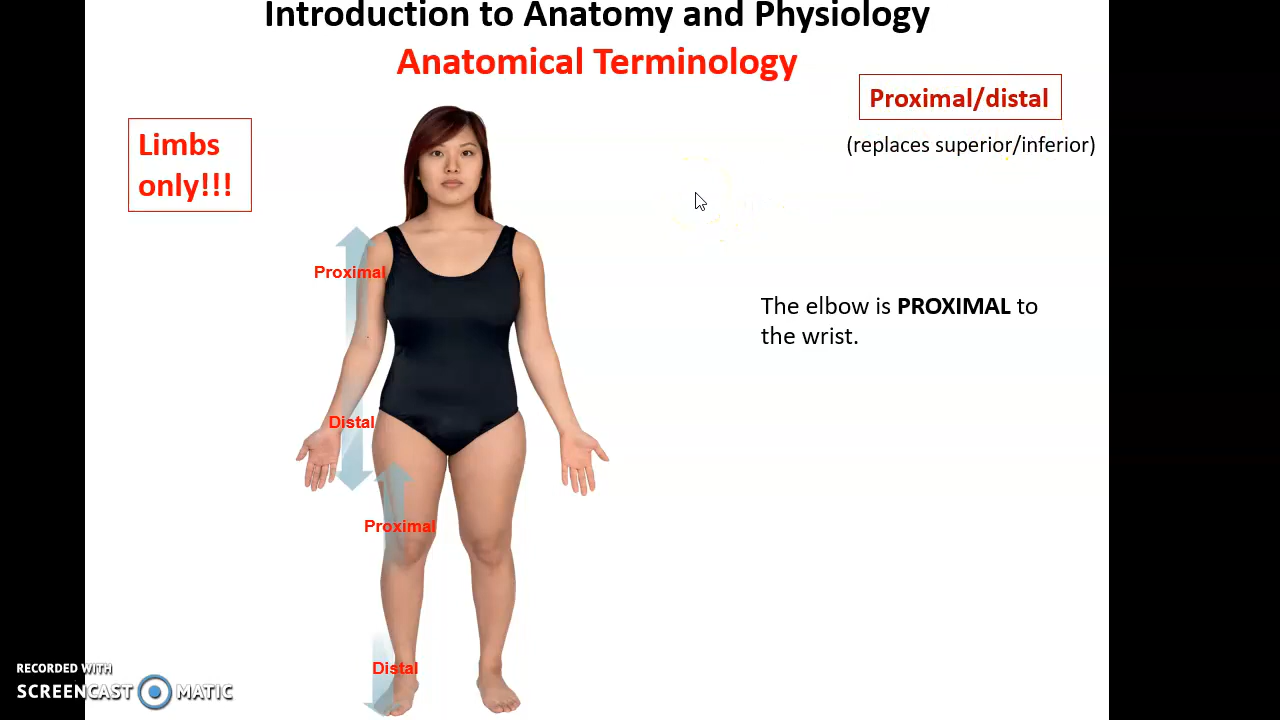 Introduction to Anatomy and Physiology
Anatomical Terminology
Proximal/distal
(replaces superior/inferior)
Limbs
only!!!
Proximal
The elbow is PROXIMAL to
the wrist.
Distal
Proximal
Distal
RECORDED WITH
SCREENCAST MATIC